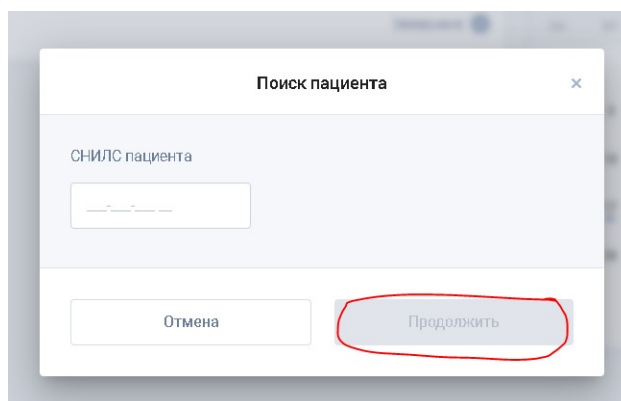 Поиск пациента ×
СНИЛС пациента
___-___-___ __
Отмена
Продолжить